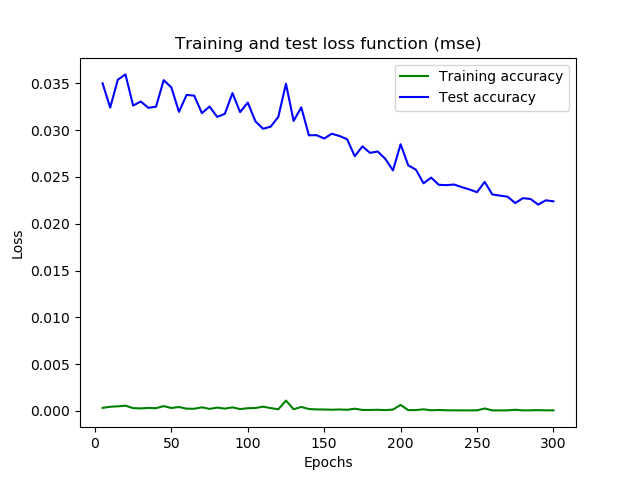 Training and test loss function (mse)
Training accuracy
Test accuracy
0.035
0.030
0.025
0.020
0.015
0.010
0.005
0.000
Loss
0 50 100 150 200 250 300
Epochs